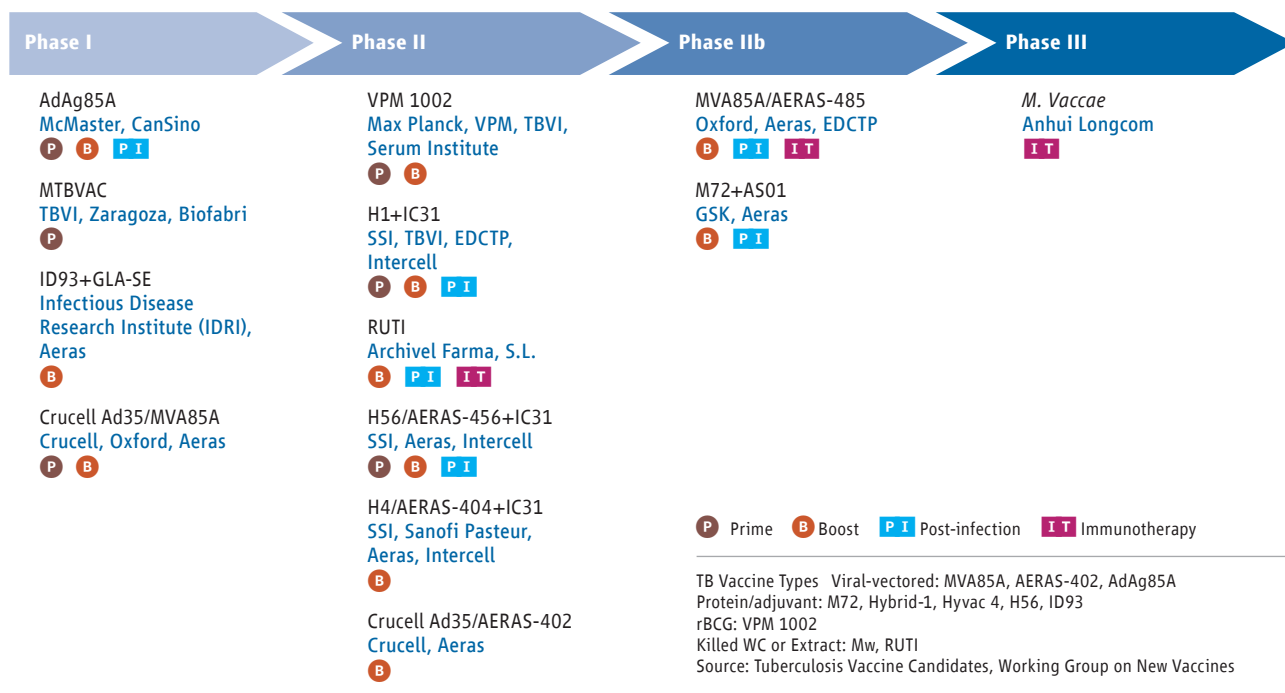 Phase I
Phase II
Phase IIb
Phase III
AdAg85A
McMaster, CanSino
P B P I
MTBVAC
TBVI, Zaragoza, Biofabri
P
ID93+GLA-SE
Infectious Disease
Research Institute (IDRI),
Aeras
B
Crucell Ad35/MVA85A
Crucell, Oxford, Aeras
P B
VPM 1002
Max Planck, VPM, TBVI,
Serum Institute
P B
H1+IC31
SSI, TBVI, EDCTP,
Intercell
P B P I
RUTI
Archivel Farma, S.L.
B P I I T
H56/AERAS-456+IC31
SSI, Aeras, Intercell
P B P I
H4/AERAS-404+IC31
SSI, Sanofi Pasteur,
Aeras, Intercell
B
Crucell Ad35/AERAS-402
Crucell, Aeras
B
MVA85A/AERAS-485
Oxford, Aeras, EDCTP
B P I I T
M72+AS01
GSK, Aeras
B P I
M. Vaccae
Anhui Longcom
I T
P Prime B Boost P I Post-infection I T Immunotherapy
TB Vaccine Types Viral-vectored: MVA85A, AERAS-402, AdAg85A
Protein/adjuvant: M72, Hybrid-1, Hyvac 4, H56, ID93
rBCG: VPM 1002
Killed WC or Extract: Mw, RUTI
Source: Tuberculosis Vaccine Candidates, Working Group on New Vaccines